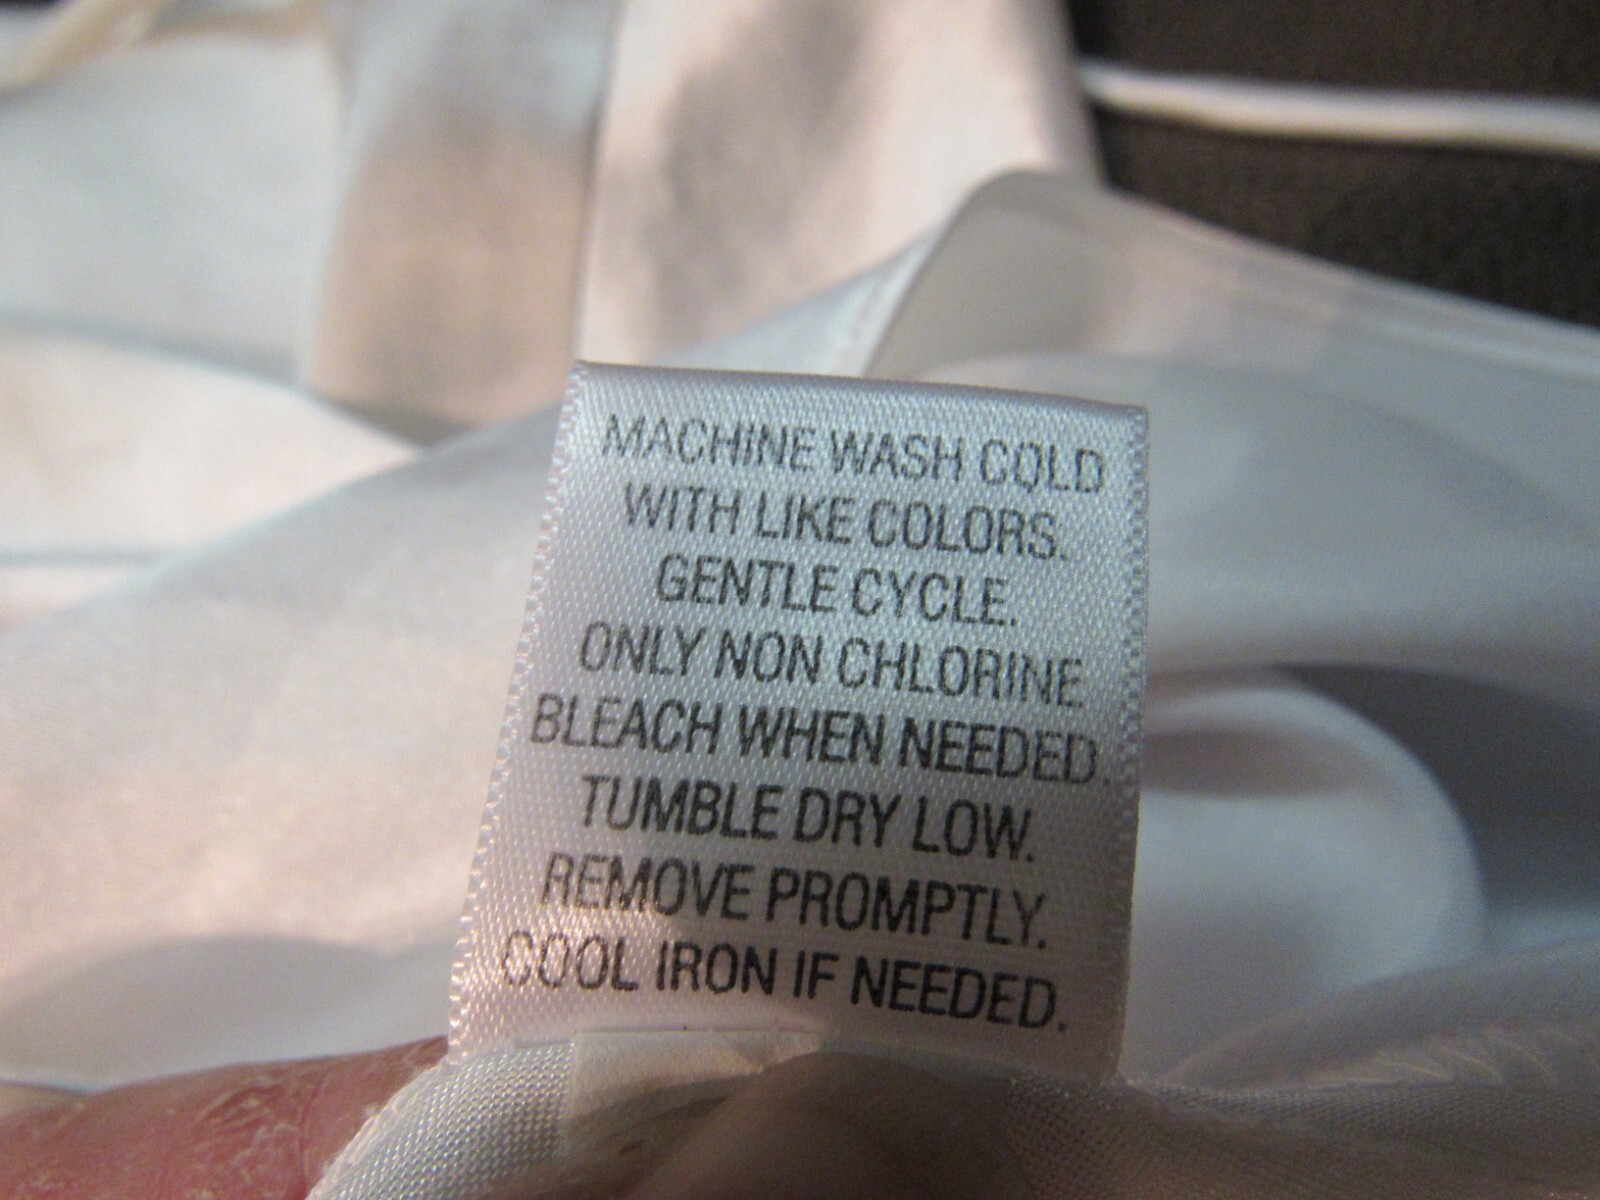 MACHINE WASH COLD
WITH LIKE COLORS.
GENTLE CYCLE.
ONLY NON CHLORINE
BLEACH WHEN NEEDED.
TUMBLE DRY LOW.
REMOVE PROMPTLY.
COOL IRON IF NEEDED.